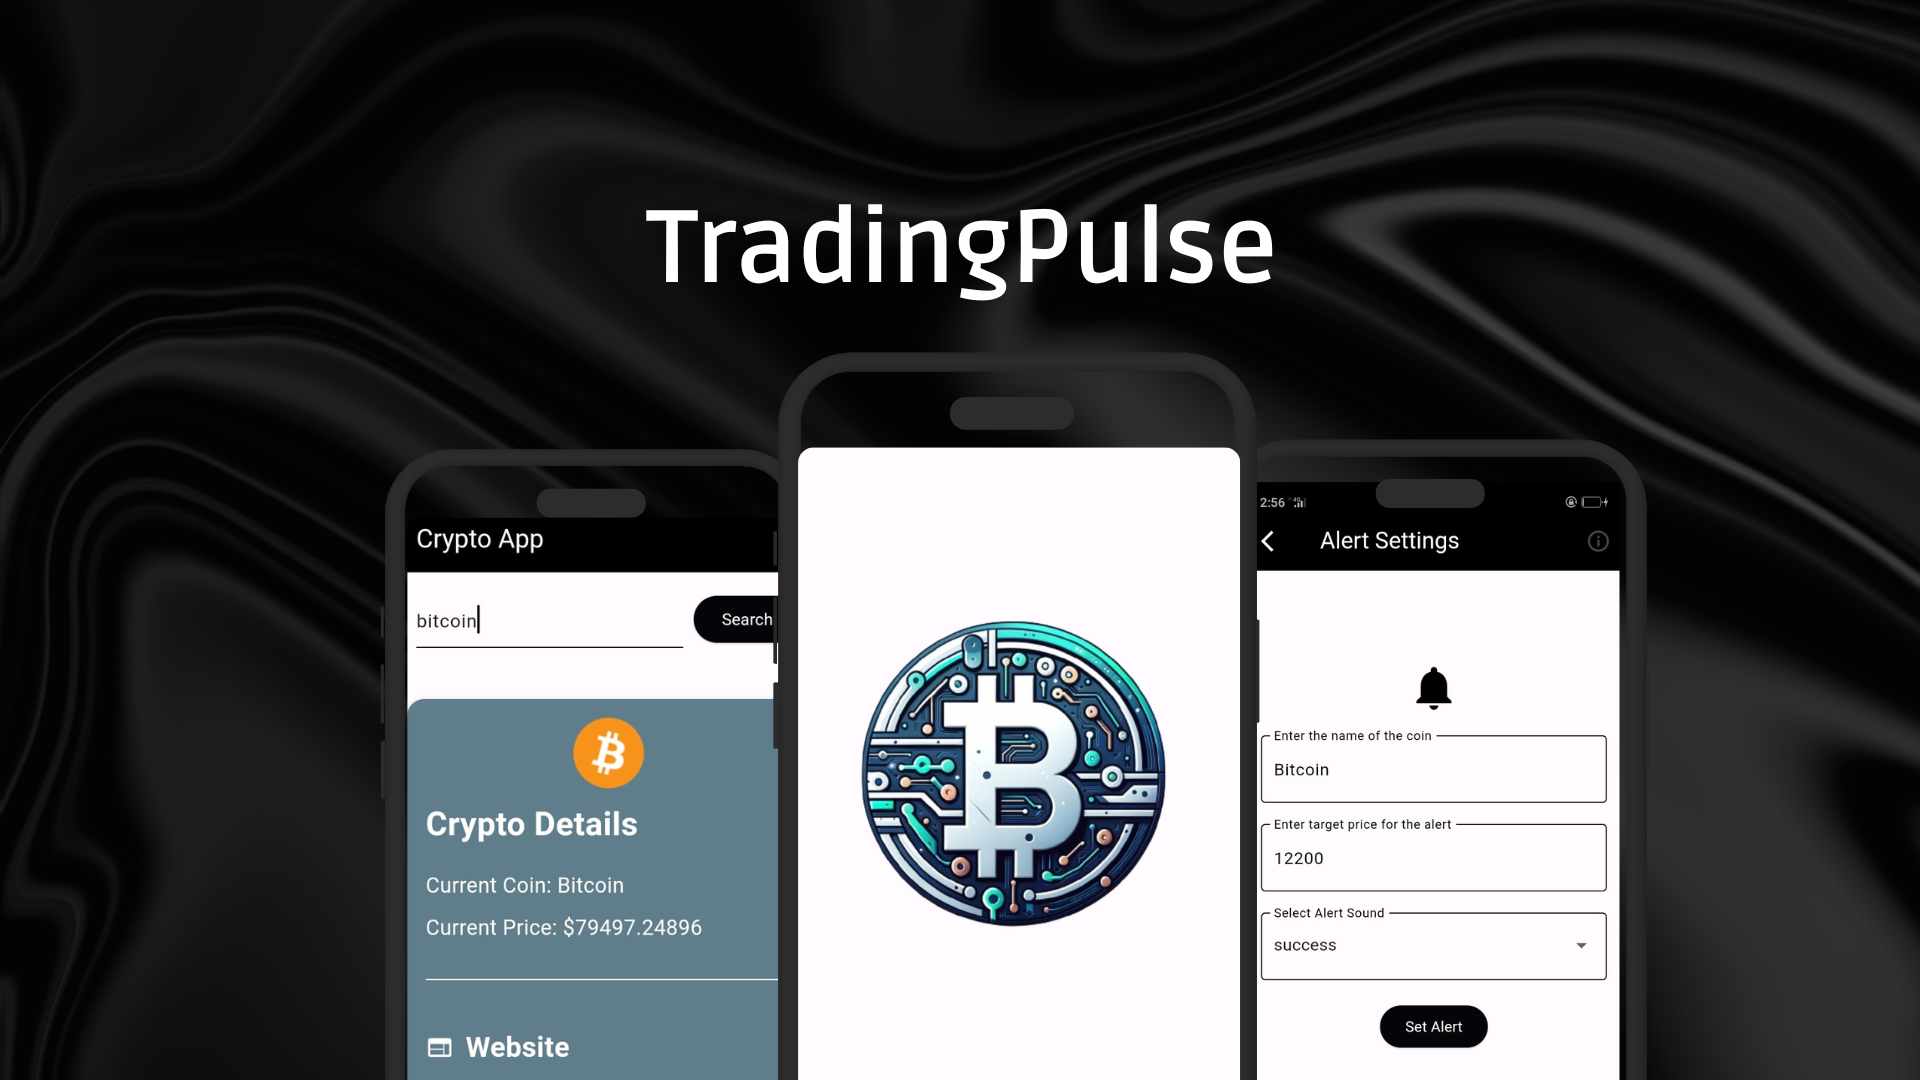 TradingPulse
Crypto App
bitcoin
Search
Crypto Details
Current Coin: Bitcoin
Current Price: $79497.24896
Website
2:56
Alert Settings
Enter the name of the coin
Bitcoin
Enter target price for the alert
12200
Select Alert Sound
success
Set Alert